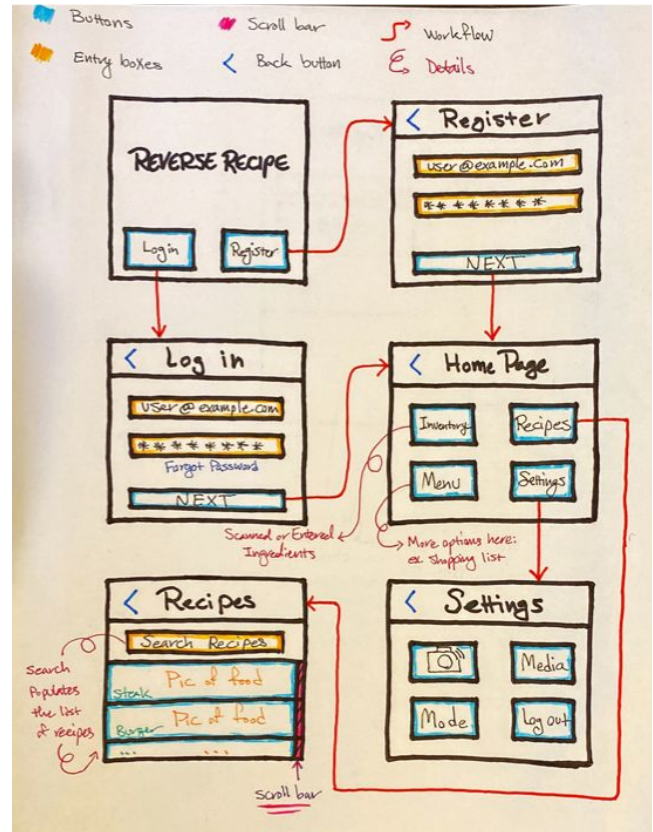 Buttons
Scroll bar
Workflow
Entry boxes
< Back button
Details
REVERSE RECIPE
Login
Register
< Register
user@example.com
********
NEXT
< Log in
user@example.com
********
Forgot Password
NEXT
< Home Page
Inventory
Recipes
Menu
Settings
Scanned or Entered
Ingredients
More options here:
ex. shopping list
< Recipes
Search Recipes
Steak
Pic of food
Burger
Pic of food
...
...
Search
Populates
the list
of recipes
Scroll bar
< Settings
Media
Mode
Log out